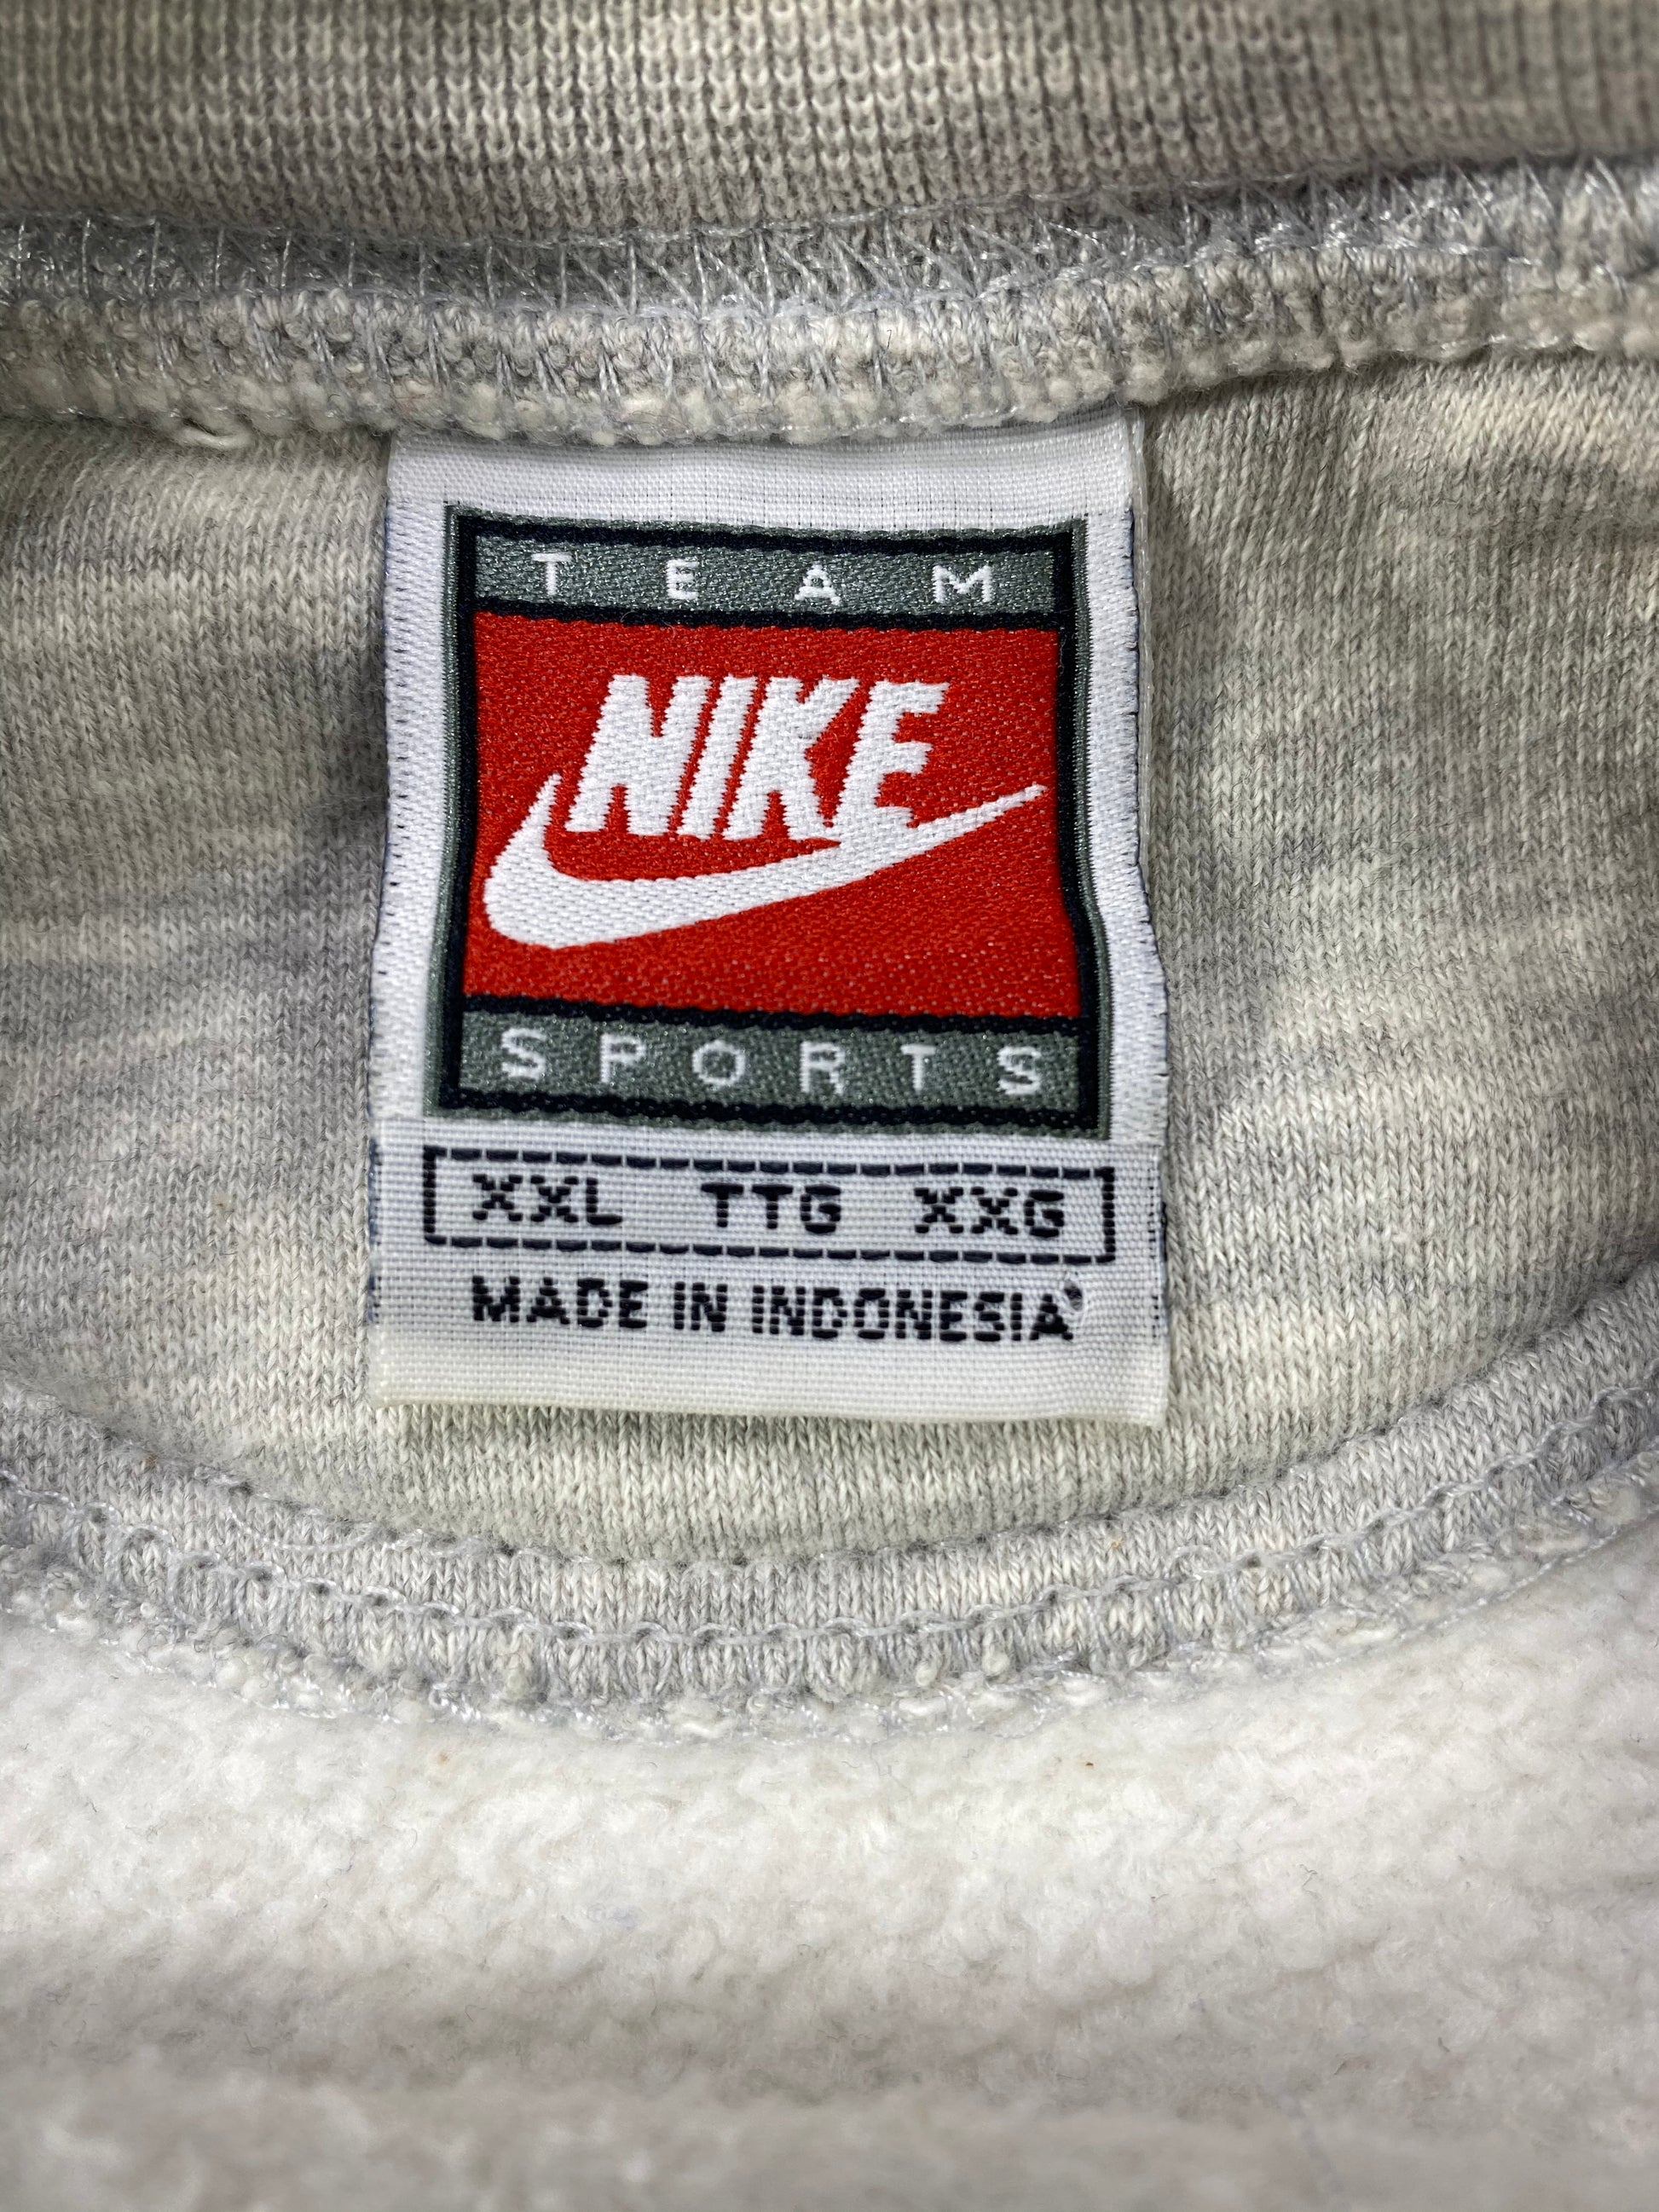 TEAM
NIKE
SPORTS
XXL TTG XXG
MADE IN INDONESIA